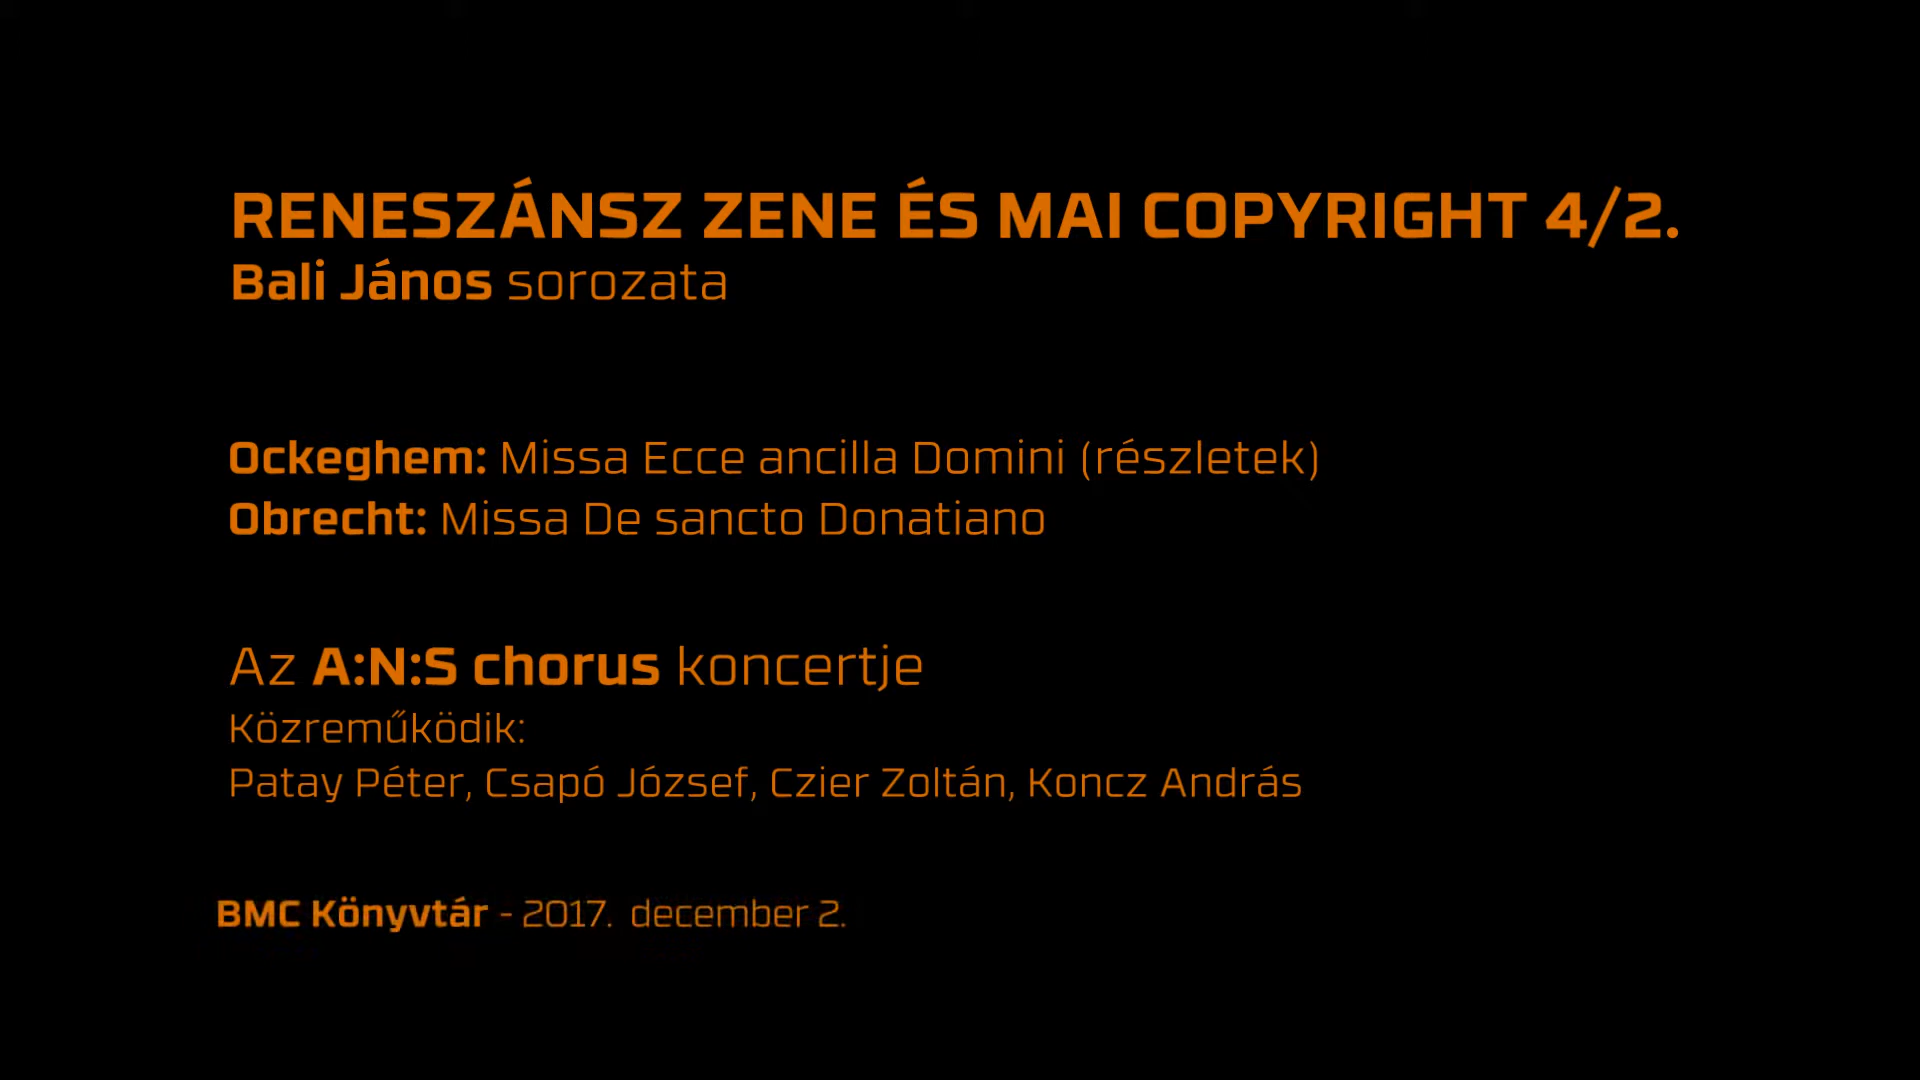 RENESZÁNSZ ZENE ÉS MAI COPYRIGHT 4/2.
Bali János sorozata
Ockeghem: Missa Ecce ancilla Domini (részletek)
Obrecht: Missa De sancto Donatiano
Az A:N:S chorus koncertje
Közreműködik:
Patay Péter, Csapó József, Czier Zoltán, Koncz András
BMC Könyvtár - 2017. december 2.